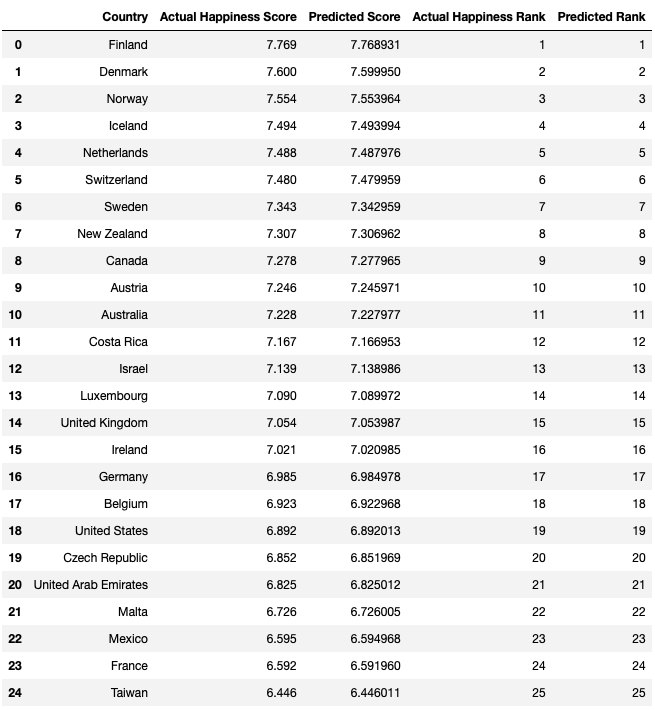 Country Actual Happiness Score Predicted Score Actual Happiness Rank Predicted Rank
0 Finland 7.769 7.768931 1 1
1 Denmark 7.600 7.599950 2 2
2 Norway 7.554 7.553964 3 3
3 Iceland 7.494 7.493994 4 4
4 Netherlands 7.488 7.487976 5 5
5 Switzerland 7.480 7.479959 6 6
6 Sweden 7.343 7.342959 7 7
7 New Zealand 7.307 7.306962 8 8
8 Canada 7.278 7.277965 9 9
9 Austria 7.246 7.245971 10 10
10 Australia 7.228 7.227977 11 11
11 Costa Rica 7.167 7.166953 12 12
12 Israel 7.139 7.138986 13 13
13 Luxembourg 7.090 7.089972 14 14
14 United Kingdom 7.054 7.053987 15 15
15 Ireland 7.021 7.020985 16 16
16 Germany 6.985 6.984978 17 17
17 Belgium 6.923 6.922968 18 18
18 United States 6.892 6.892013 19 19
19 Czech Republic 6.852 6.851969 20 20
20 United Arab Emirates 6.825 6.825012 21 21
21 Malta 6.726 6.726005 22 22
22 Mexico 6.595 6.594968 23 23
23 France 6.592 6.591960 24 24
24 Taiwan 6.446 6.446011 25 25